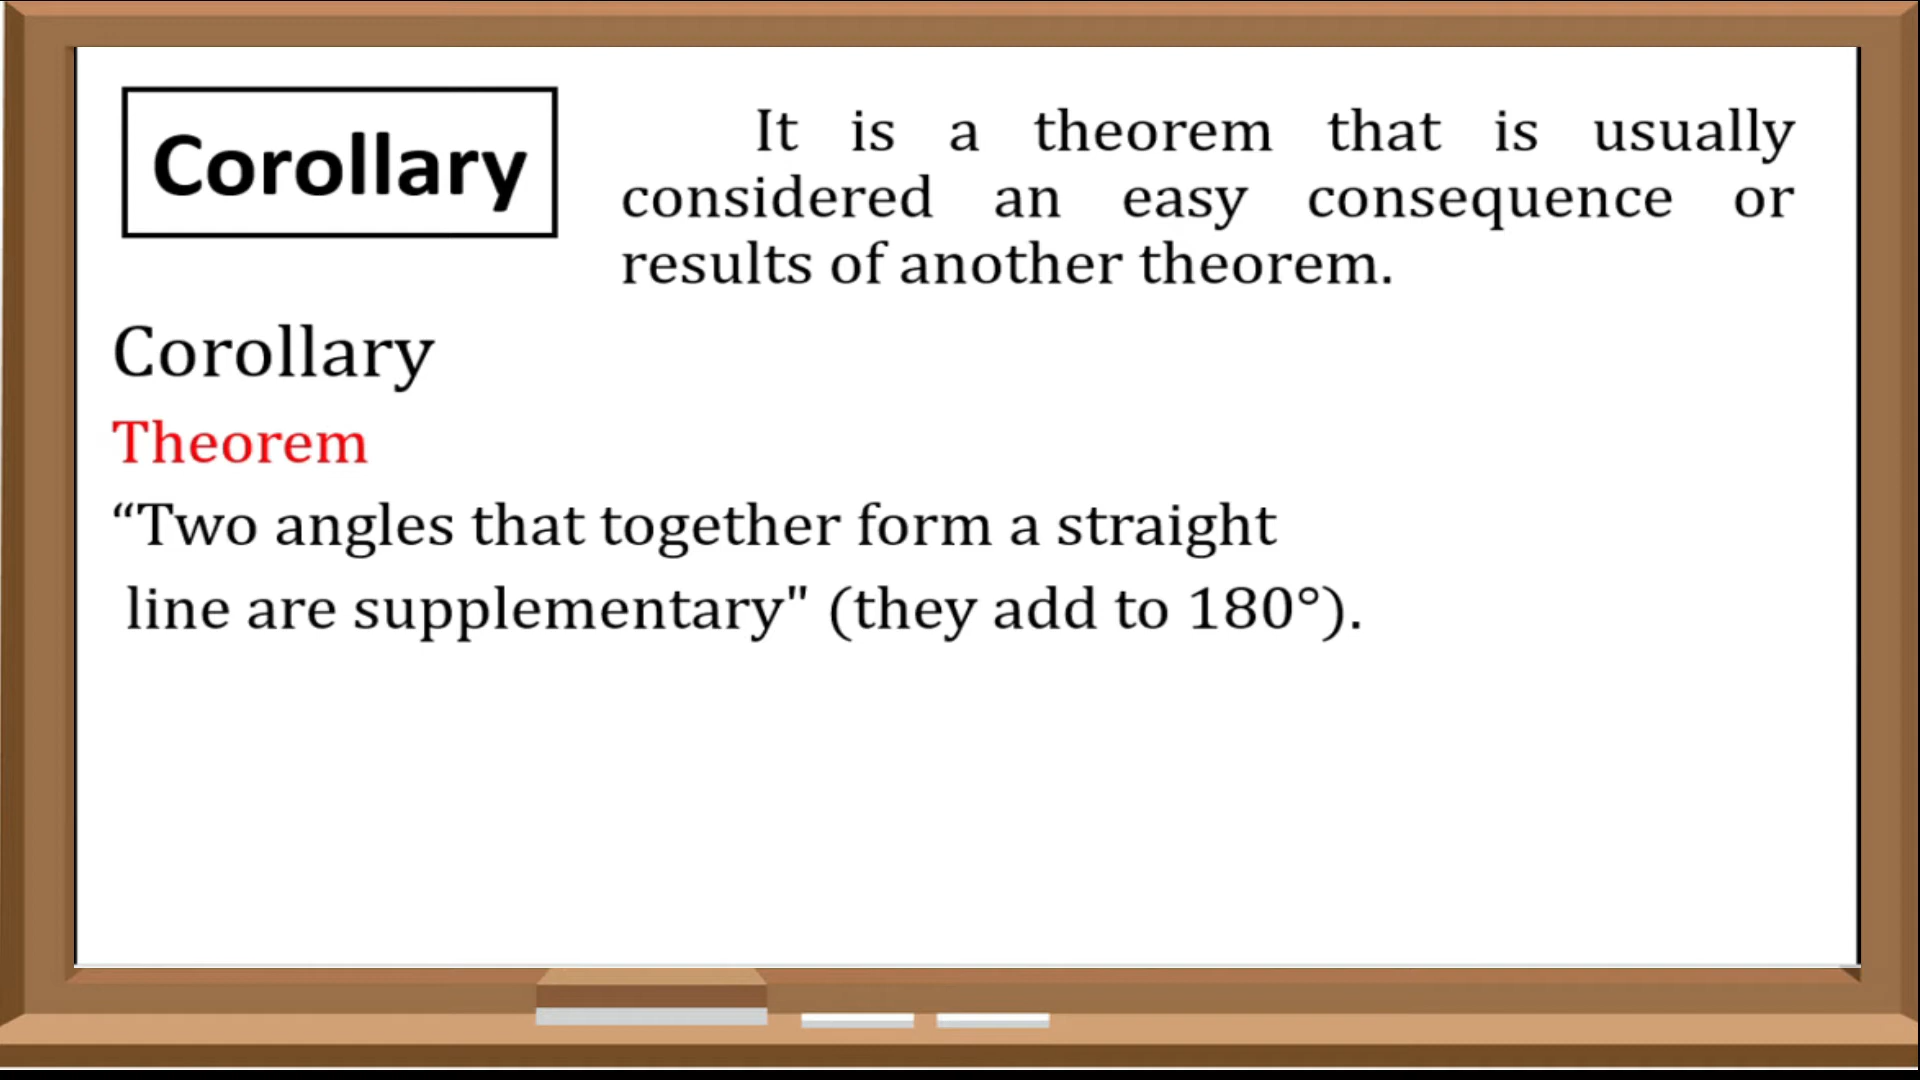 Corollary
It is a theorem that is usually
considered an easy consequence or
results of another theorem.
Corollary
Theorem
“Two angles that together form a straight
line are supplementary" (they add to 180°).